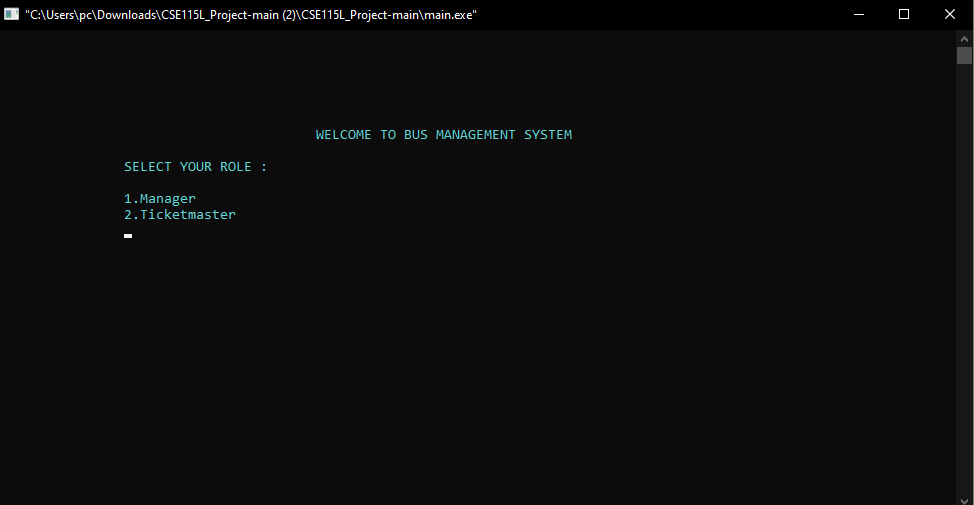 "C:\Users\pc\Downloads\CSE115L_Project-main (2)\CSE115L_Project-main\main.exe"
WELCOME TO BUS MANAGEMENT SYSTEM
SELECT YOUR ROLE :
1.Manager
2.Ticketmaster